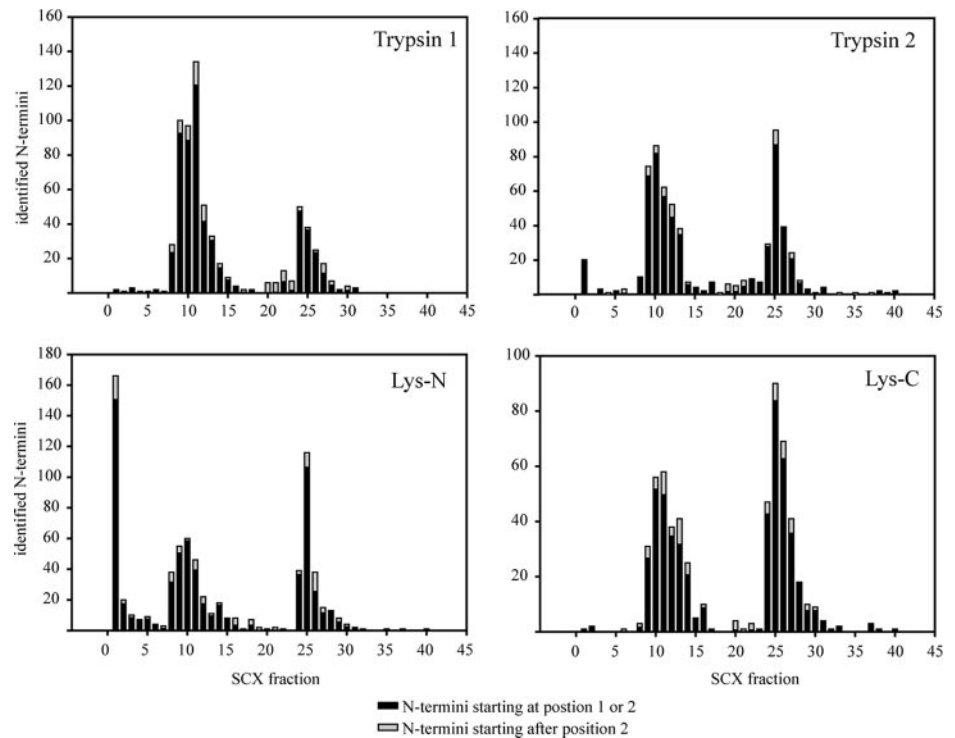 Trypsin 1
identified N-termini
160
140
120
100
80
60
40
20
0 5 10 15 20 25 30 35 40 45
Trypsin 2
160
140
120
100
80
60
40
20
0 5 10 15 20 25 30 35 40 45
Lys-N
identified N-termini
180
160
140
120
100
80
60
40
20
0 5 10 15 20 25 30 35 40 45
SCX fraction
Lys-C
100
80
60
40
20
0 5 10 15 20 25 30 35 40 45
SCX fraction
N-termini starting at postion 1 or 2
N-termini starting after position 2